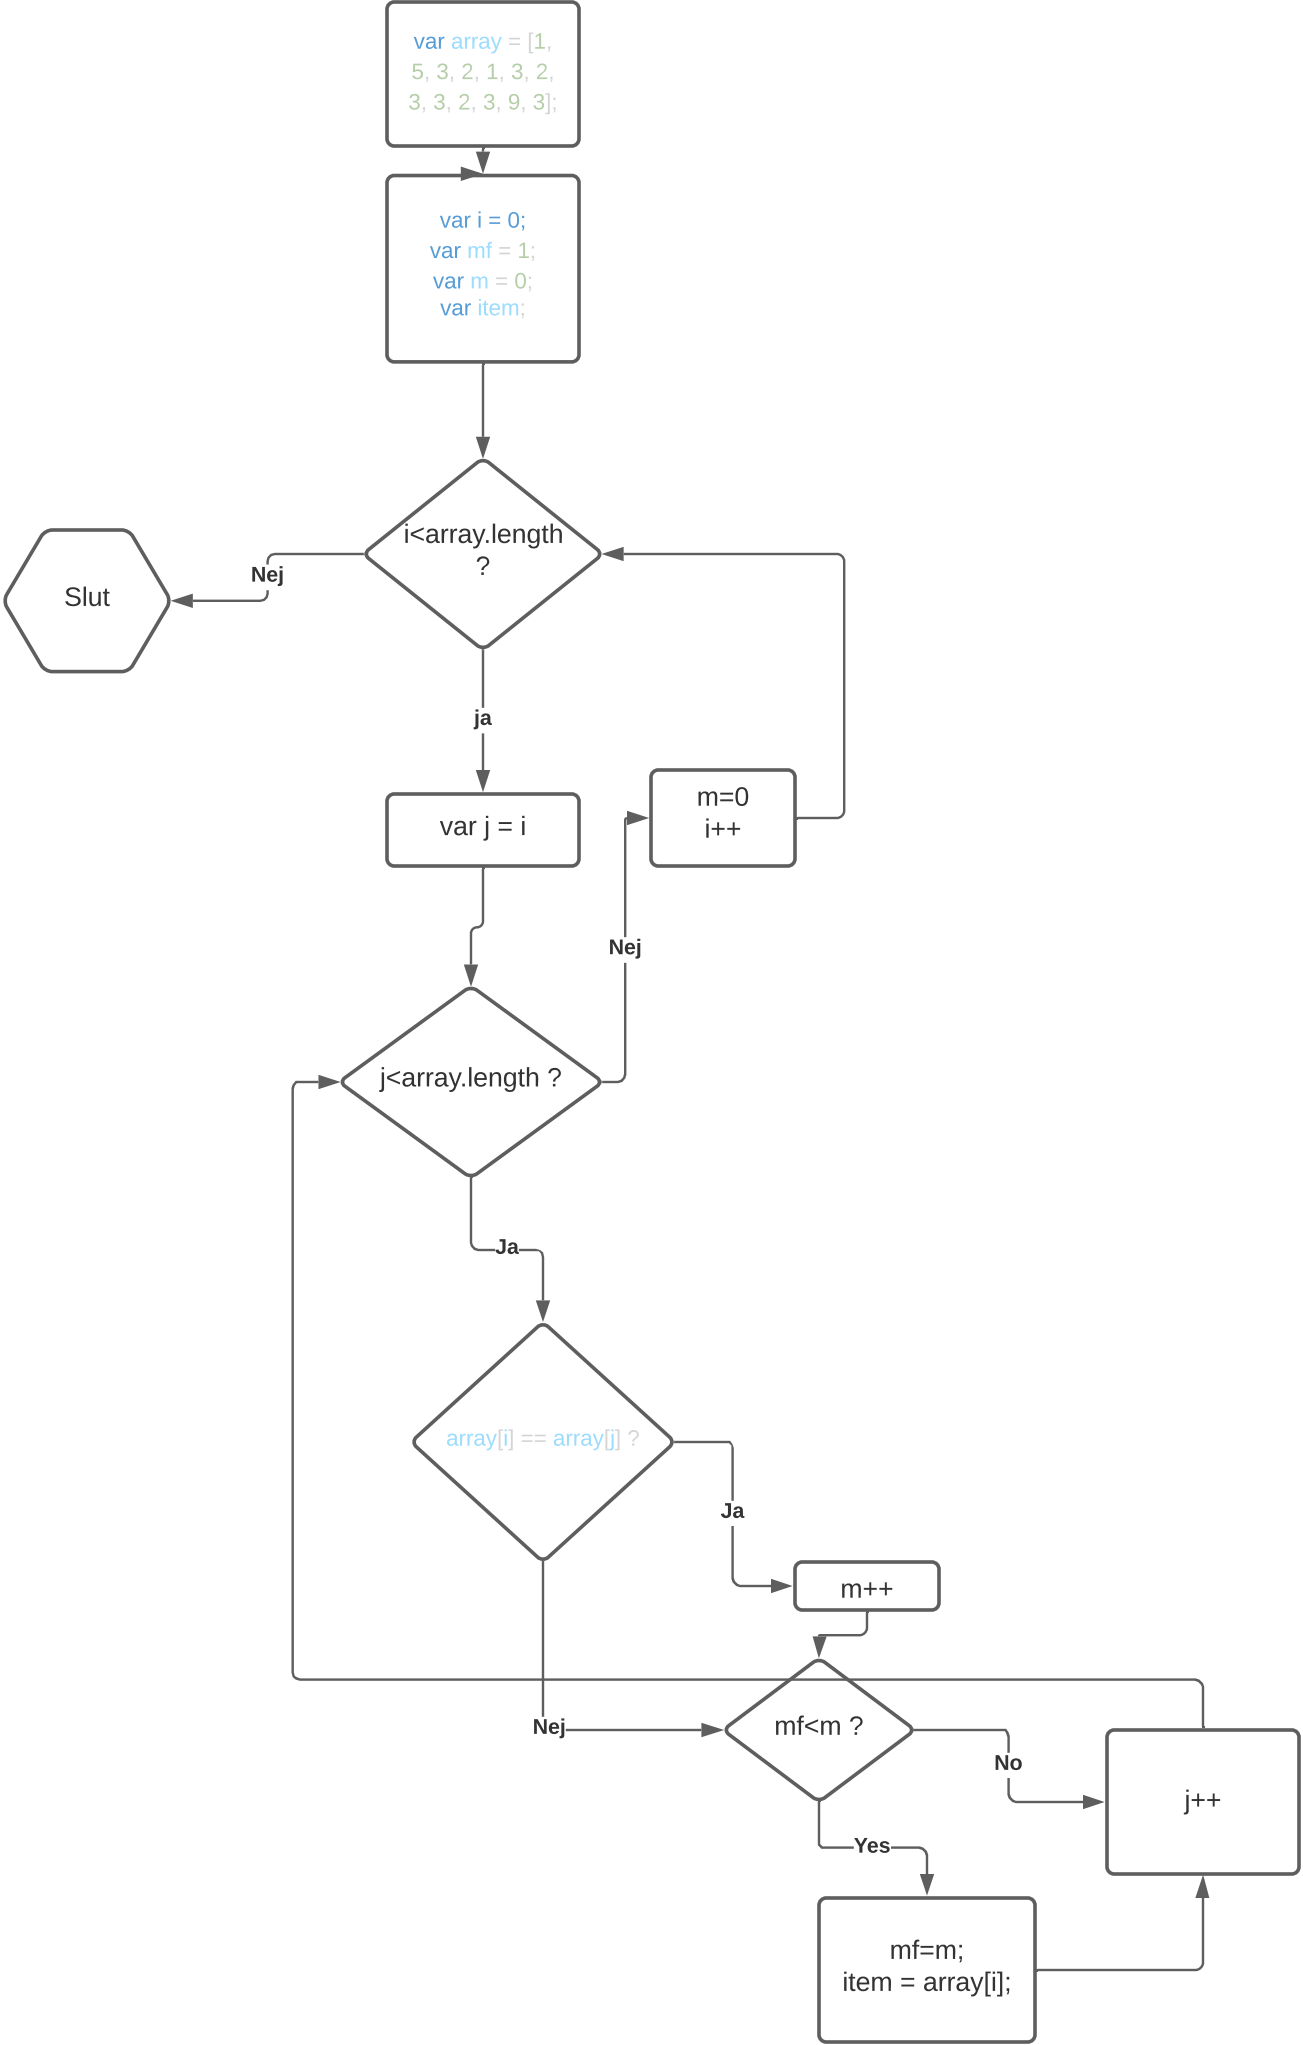 var array = [1,
5, 3, 2, 1, 3, 2,
3, 3, 2, 3, 9, 3];
var i = 0;
var mf = 1;
var m = 0;
var item;
i<array.length
?
Nej
Slut
ja
var j = i
m=0
i++
Nej
j<array.length ?
Ja
array[i] == array[j] ?
Ja
m++
Nej
mf<m ?
No
j++
Yes
mf=m;
item = array[i];